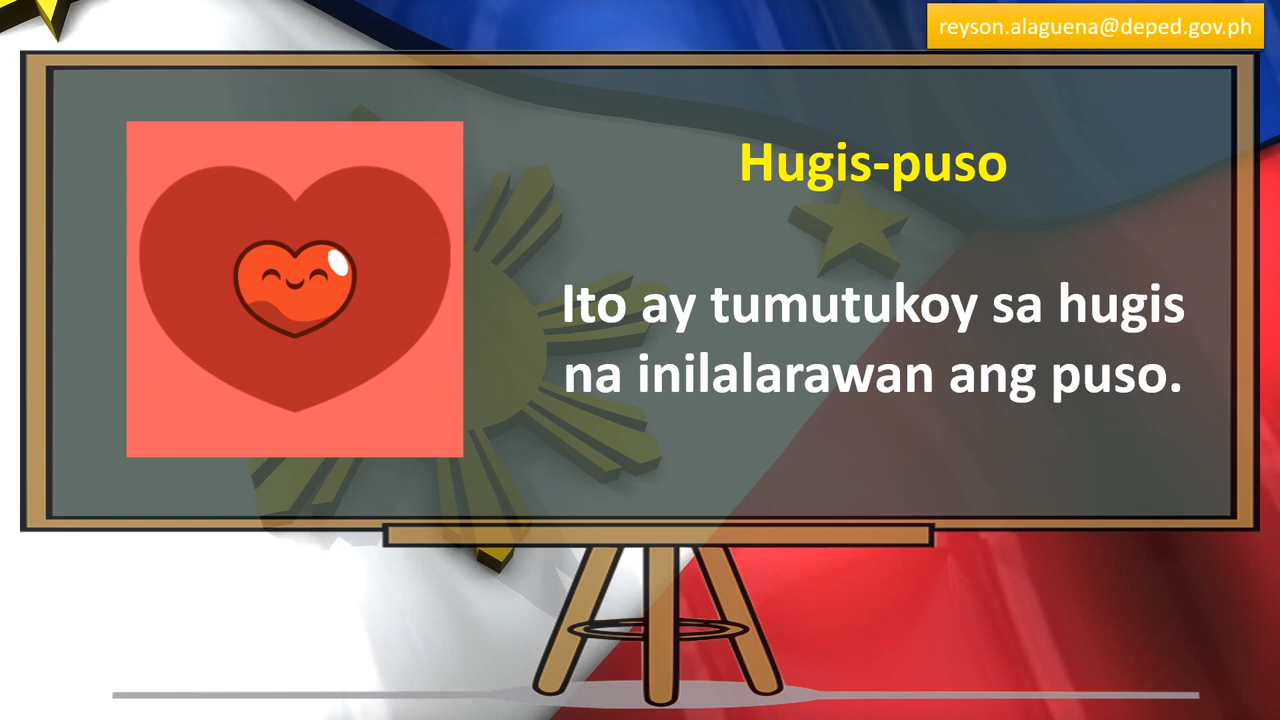 reyson.alaguena@deped.gov.ph
Hugis-puso
Ito ay tumutukoy sa hugis
na inilalarawan ang puso.